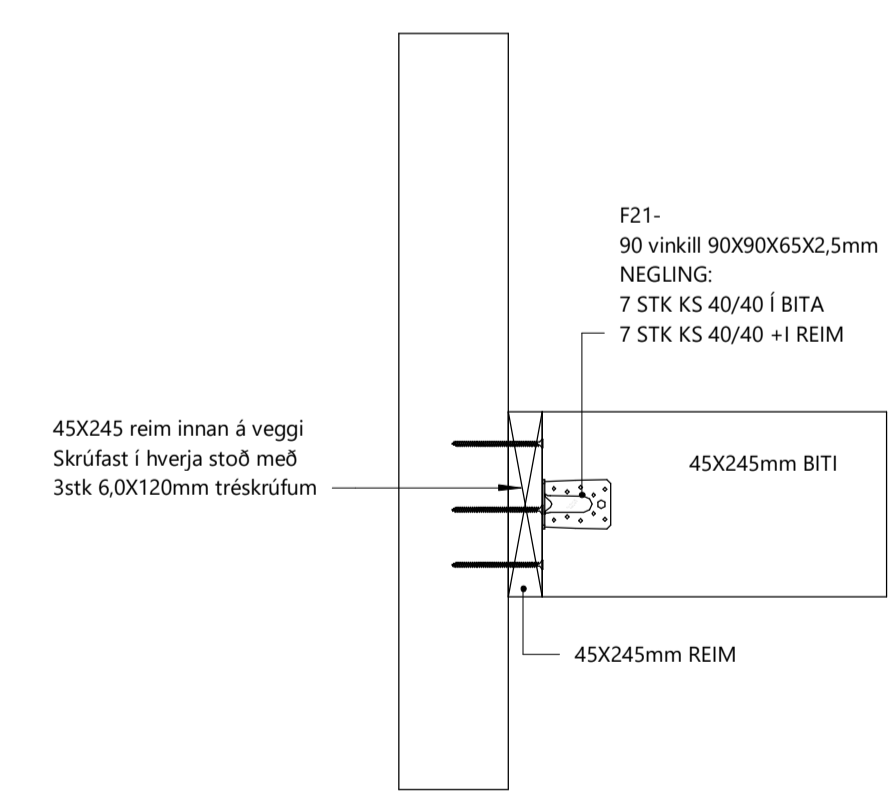 F21-
90 vinkill 90X90X65X2,5mm
NEGLING:
7 STK KS 40/40 Í BITA
7 STK KS 40/40 +I REIM
45X245 reim innan á veggi
Skrúfast í hverja stoð með
3stk 6,0X120mm tréskrúfum
45X245mm BITI
45X245mm REIM